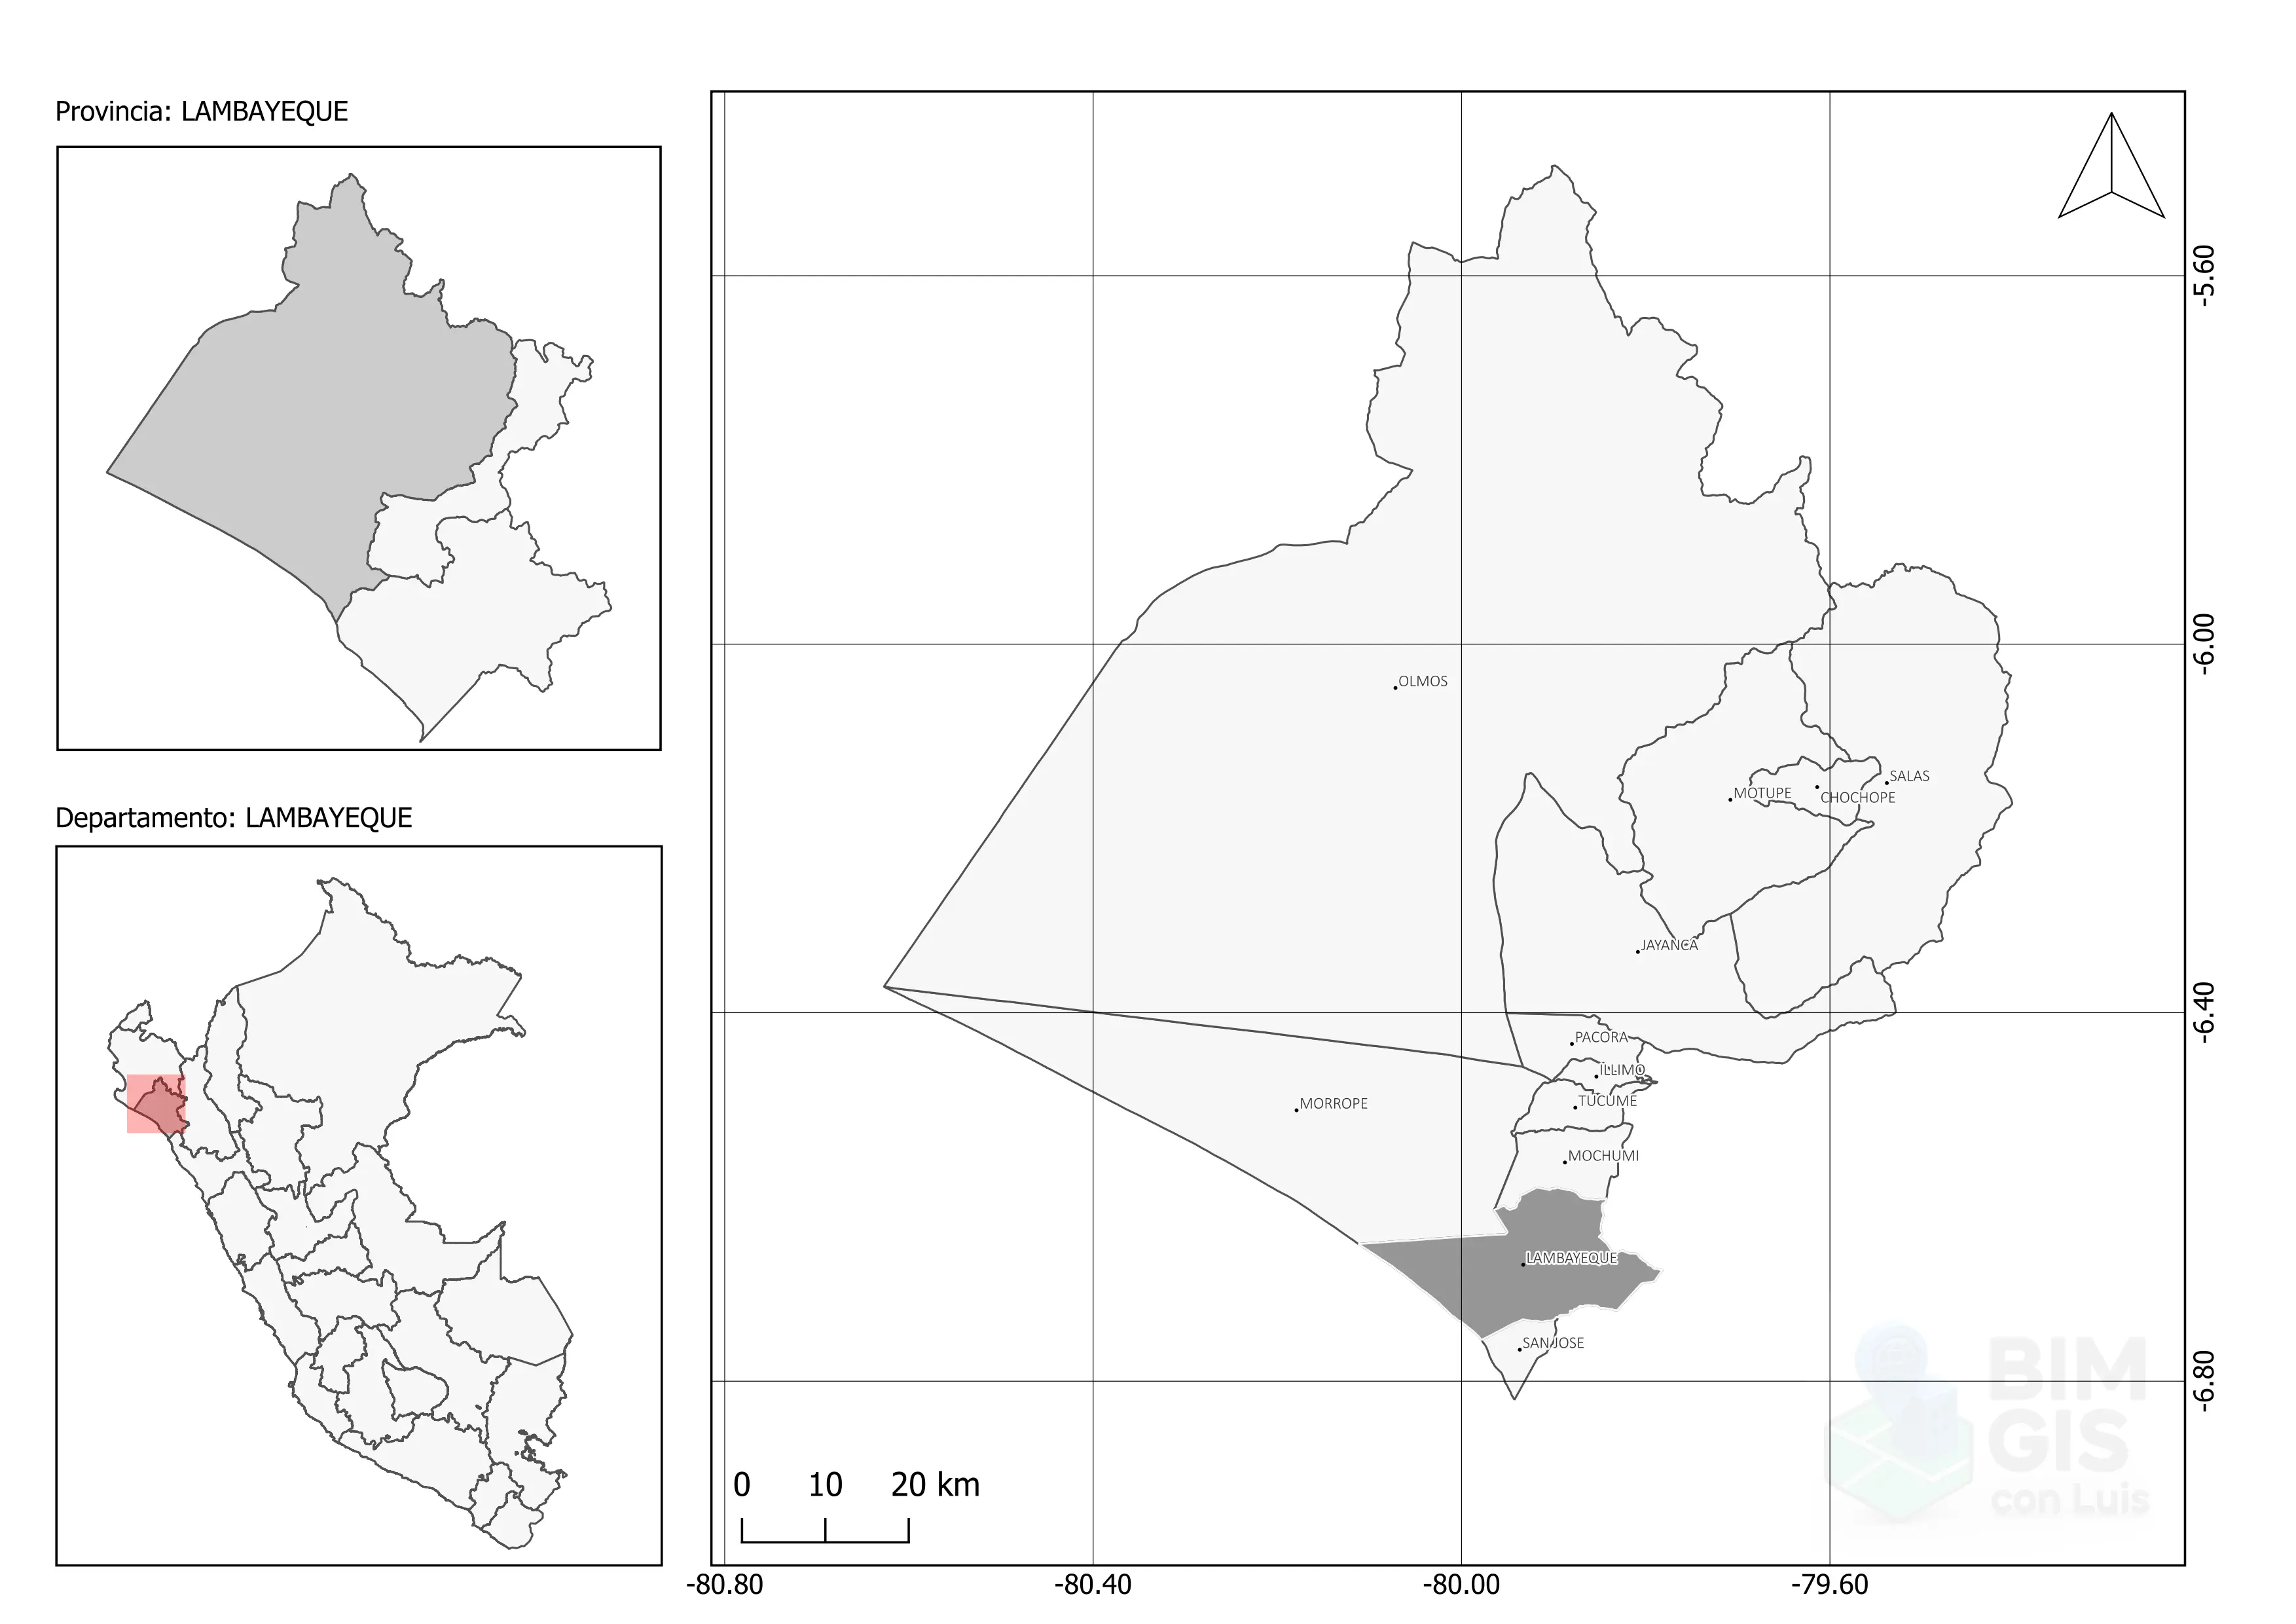 Provincia: LAMBAYEQUE
Departamento: LAMBAYEQUE
OLMOS
SALAS
MOTUPE
CHOCHOPE
JAYANCA
PACORA
ILLIMO
TUCUME
MORROPE
MOCHUMI
LAMBAYEQUE
SAN JOSE
-5.60
-6.00
-6.40
-6.80
0 10 20 km
BIM
GIS
con Luis
-80.80 -80.40 -80.00 -79.60